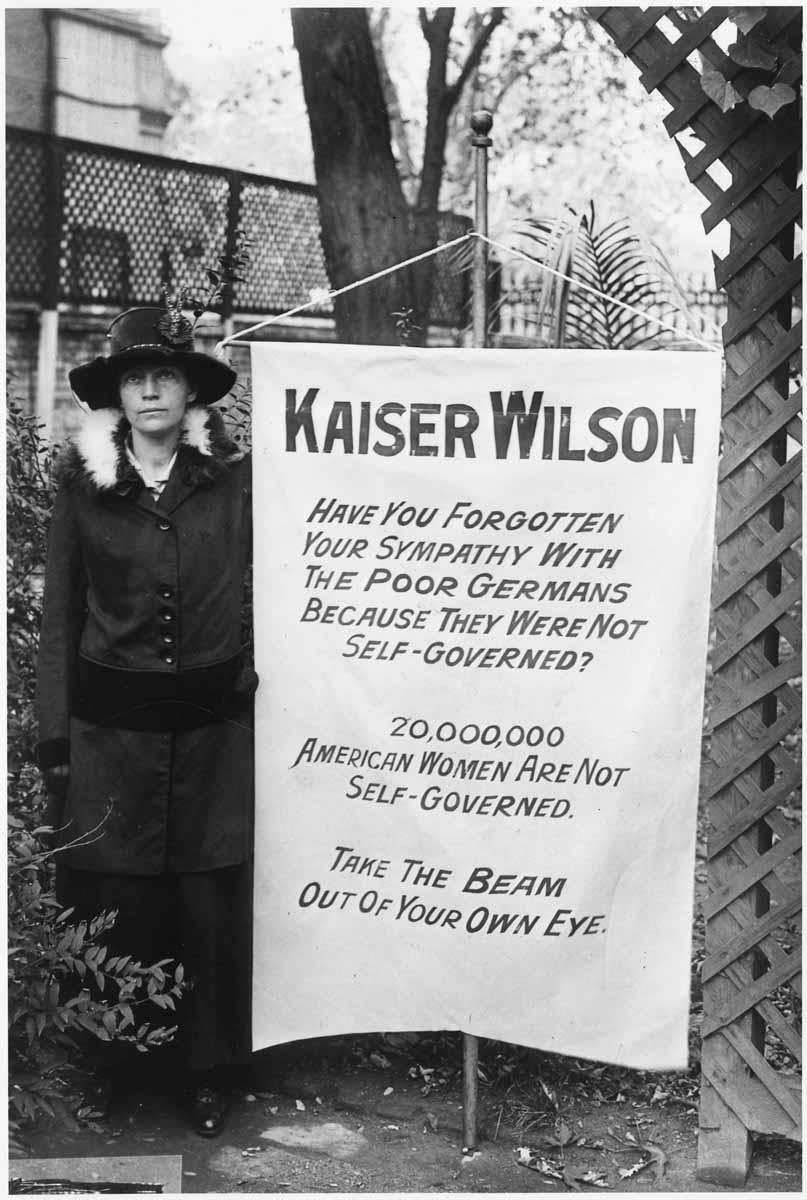 KAISER WILSON
HAVE YOU FORGOTTEN
YOUR SYMPATHY WITH
THE POOR GERMANS
BECAUSE THEY WERE NOT
SELF-GOVERNED?
20,000,000
AMERICAN WOMEN ARE NOT
SELF-GOVERNED.
TAKE THE BEAM
OUT OF YOUR OWN EYE.